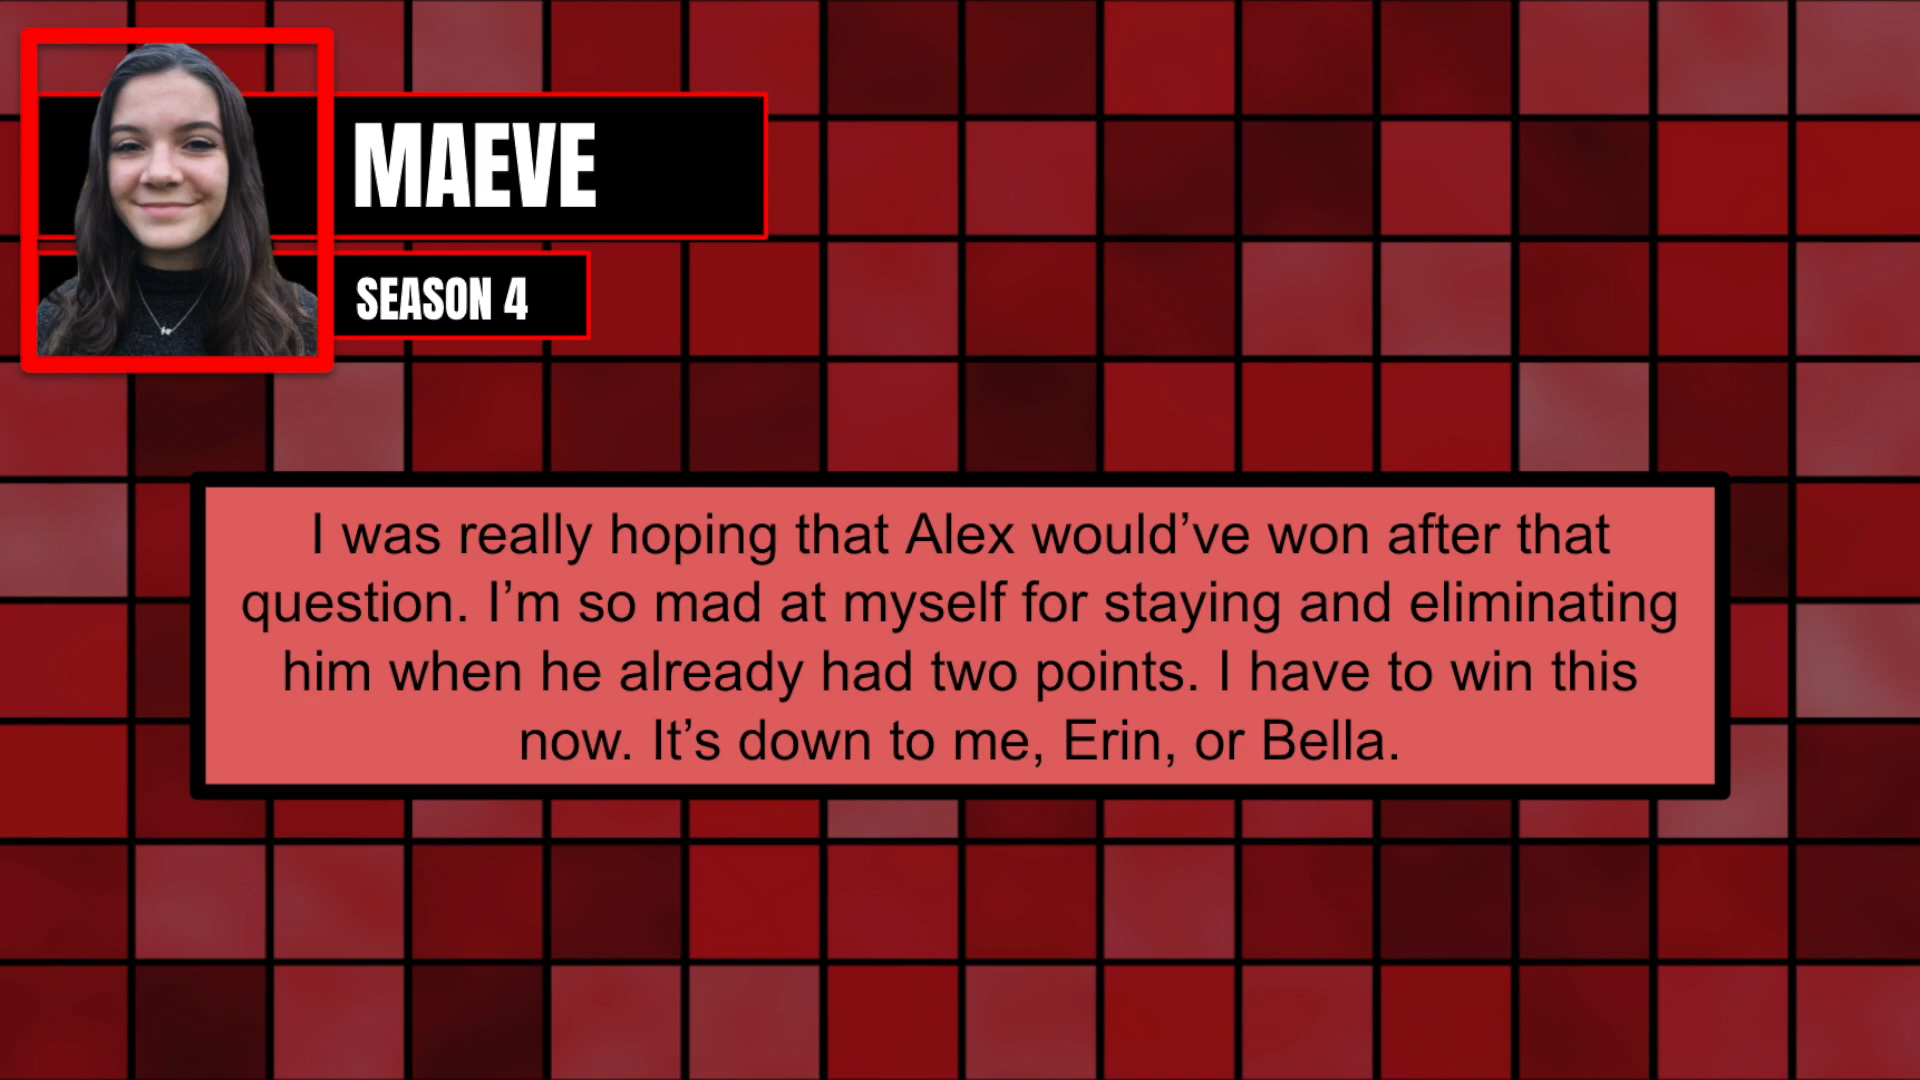 MAEVE
SEASON 4
I was really hoping that Alex would’ve won after that
question. I’m so mad at myself for staying and eliminating
him when he already had two points. I have to win this
now. It’s down to me, Erin, or Bella.